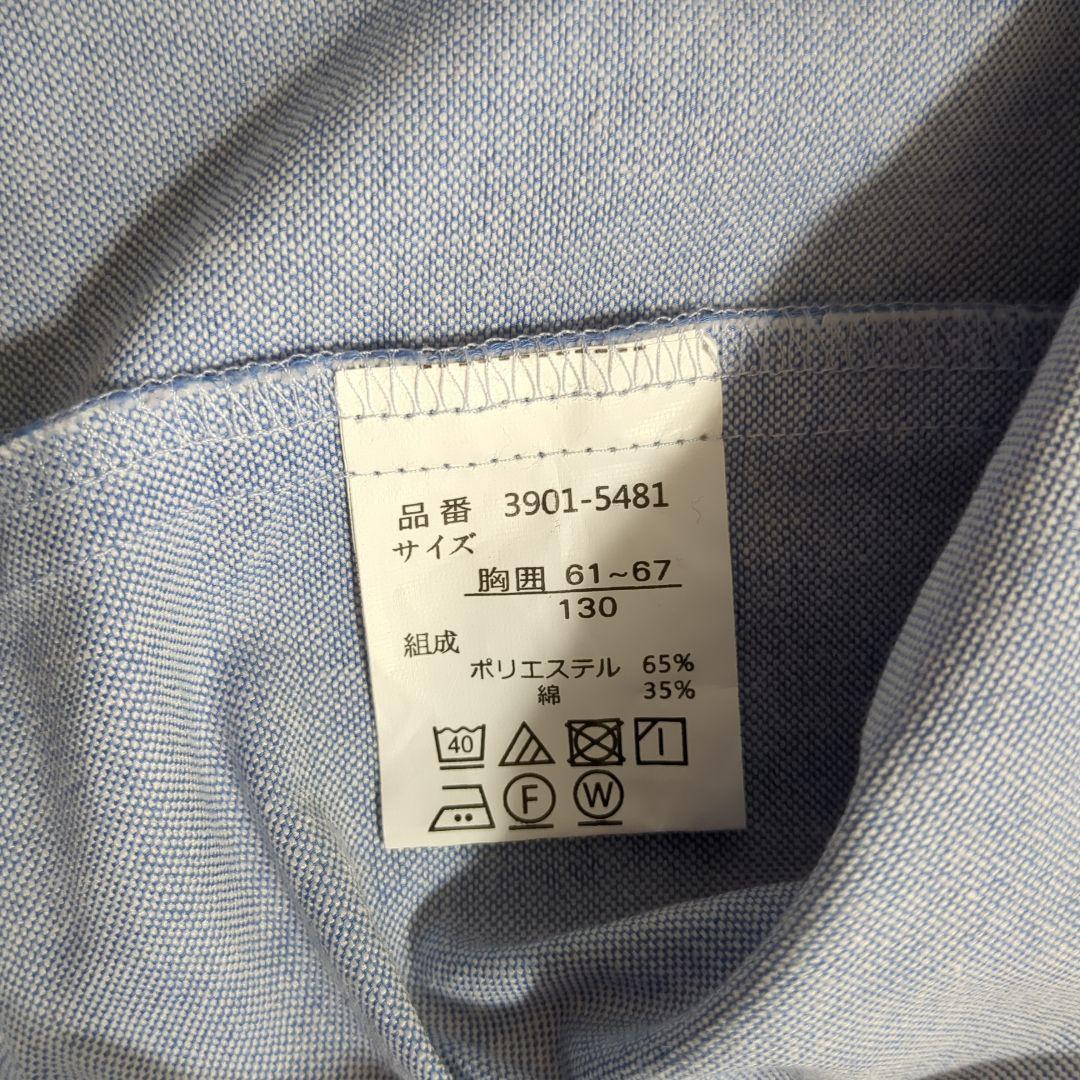 品番 3901-5481
サイズ
胸囲 61~67
130
組成
ポリエステル 65%
綿 35%
40
F W